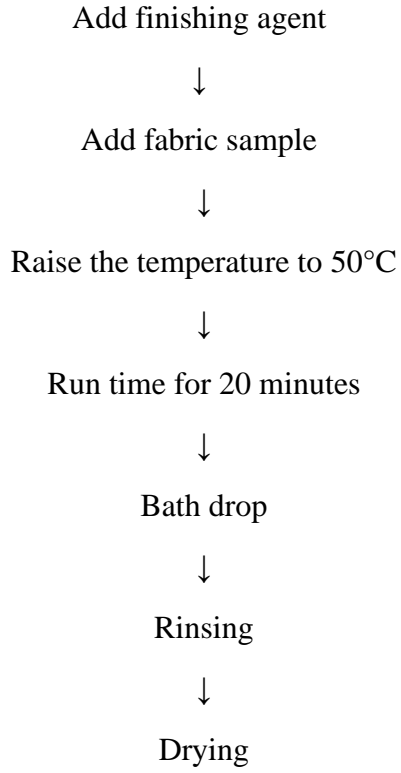 Add finishing agent
↓
Add fabric sample
↓
Raise the temperature to 50°C
↓
Run time for 20 minutes
↓
Bath drop
↓
Rinsing
↓
Drying